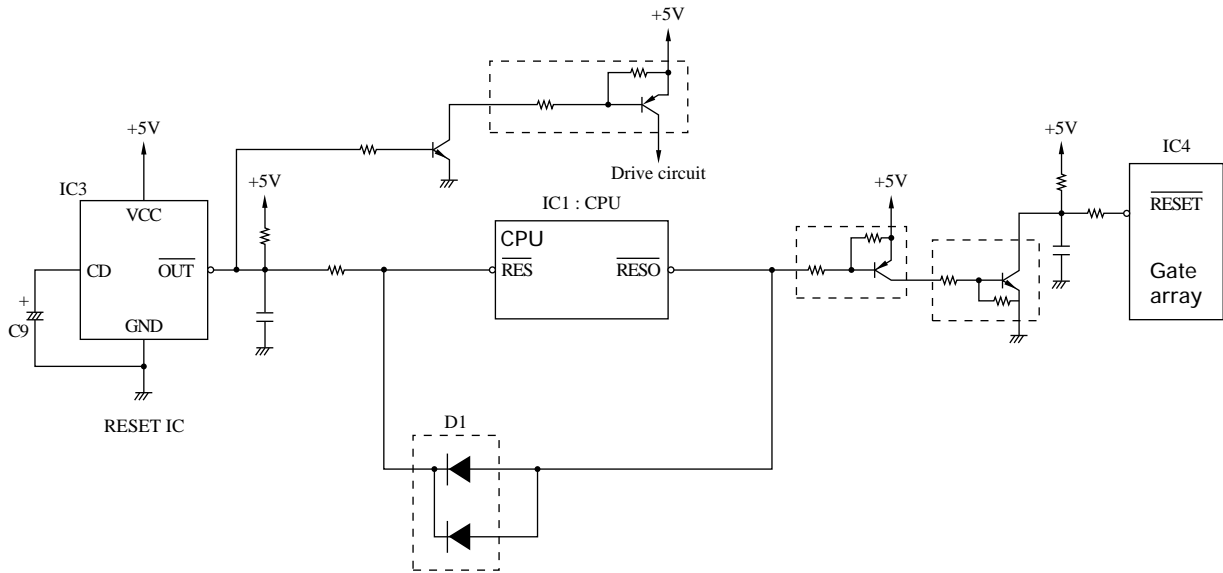 +5V
+5V
+5V
IC4
IC3
+5V
Drive circuit
+5V
IC1 : CPU
RESET
VCC
CPU
CD
OUT
RES
RESO
Gate
array
+
C9
GND
RESET IC
D1